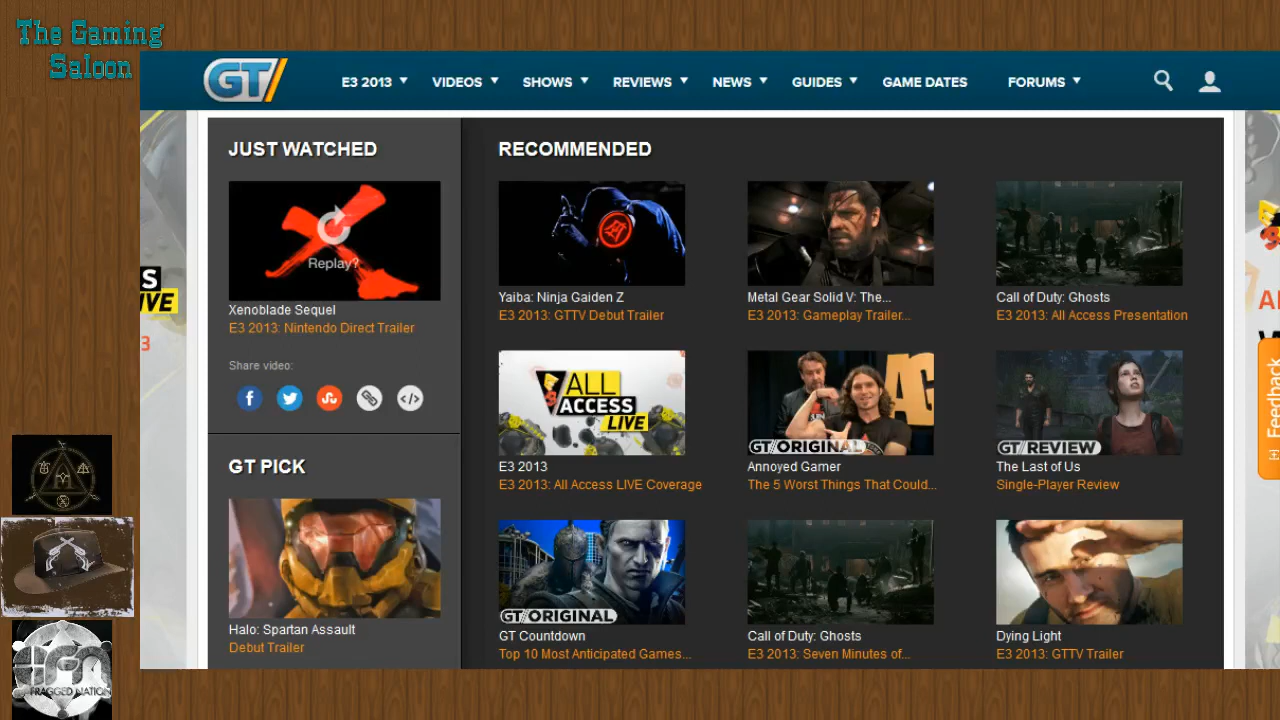 The Gaming
Saloon
GT
E3 2013
VIDEOS
SHOWS
REVIEWS
NEWS
GUIDES
GAME DATES
FORUMS
JUST WATCHED
Replay?
Xenoblade Sequel
E3 2013: Nintendo Direct Trailer
Share video:
GT PICK
Halo: Spartan Assault
Debut Trailer
RECOMMENDED
Yaiba: Ninja Gaiden Z
E3 2013: GTTV Debut Trailer
Metal Gear Solid V: The...
E3 2013: Gameplay Trailer...
Call of Duty: Ghosts
E3 2013: All Access Presentation
E3 ALL
ACCESS
LIVE
E3 2013
E3 2013: All Access LIVE Coverage
AG
GT/ORIGINAL
Annoyed Gamer
The 5 Worst Things That Could...
GT/REVIEW
The Last of Us
Single-Player Review
GT/ORIGINAL
GT Countdown
Top 10 Most Anticipated Games...
Call of Duty: Ghosts
E3 2013: Seven Minutes of...
Dying Light
E3 2013: GTTV Trailer
[+] Feedback
FRAGGED NATION